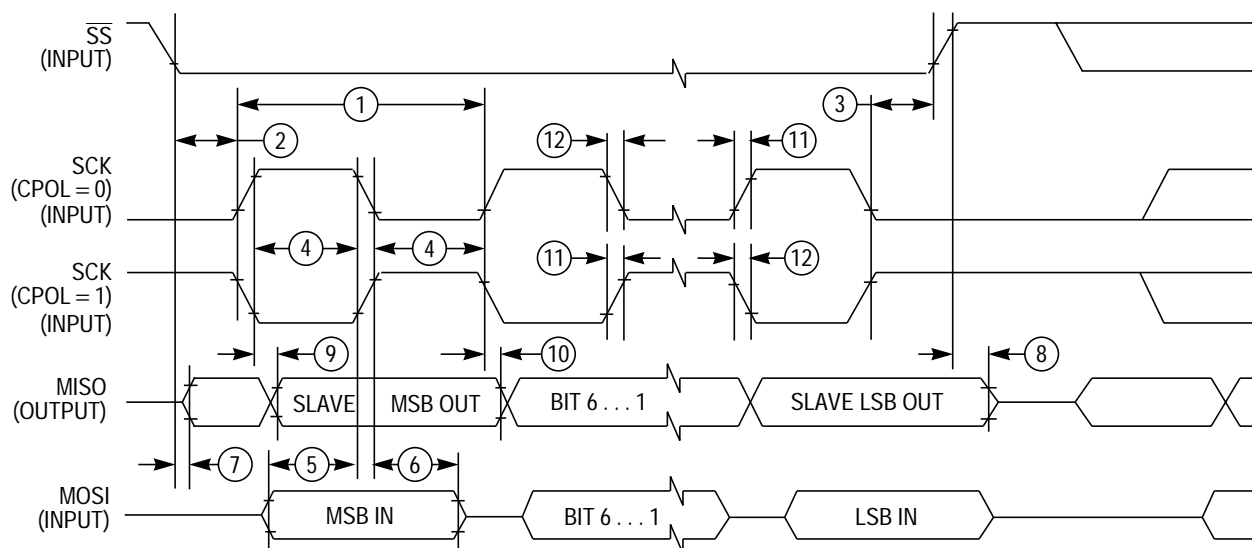 S̅S̅
(INPUT)
1
3
2
12
11
SCK
(CPOL = 0)
(INPUT)
4
4
SCK
(CPOL = 1)
(INPUT)
11
12
9
10
8
MISO
(OUTPUT)
SLAVE MSB OUT
BIT 6 . . . 1
SLAVE LSB OUT
7
5
6
MOSI
(INPUT)
MSB IN
BIT 6 . . . 1
LSB IN